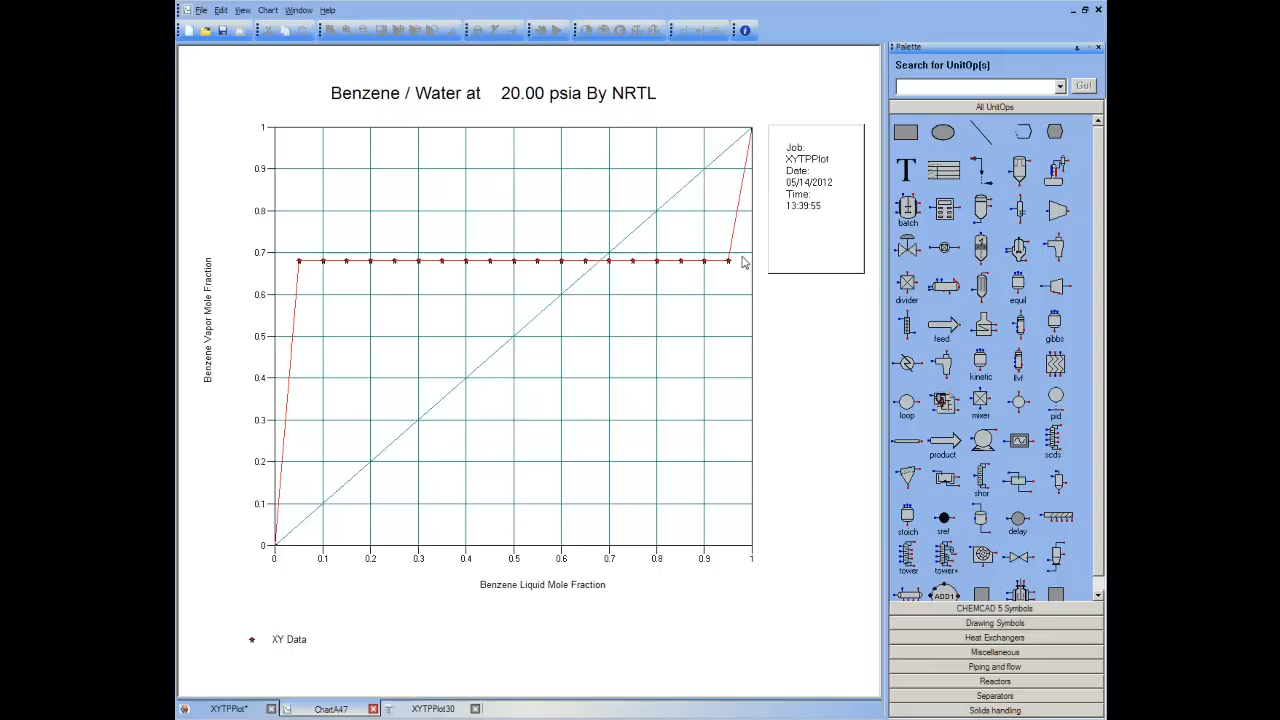 File Edit View Chart Window Help
Palette
Search for UnitOp(s)
Go!
All UnitOps
Benzene / Water at 20.00 psia By NRTL
Job:
XYTPPlot
Date:
05/14/2012
Time:
13:39:55
1
0.9
0.8
0.7
0.6
0.5
0.4
0.3
0.2
0.1
0
Benzene Vapor Mole Fraction
0 0.1 0.2 0.3 0.4 0.5 0.6 0.7 0.8 0.9 1
Benzene Liquid Mole Fraction
XY Data
T
batch
divider equil
feed gibbs
kinetic llvf
loop mixer pid
product scds
shor
stoich sref delay
tower tower+
ADD1
CHEMCAD 5 Symbols
Drawing Symbols
Heat Exchangers
Miscellaneous
Piping and flow
Reactors
Separators
Solids handling
XYTPPlot* ChartA47 XYTPPlot30